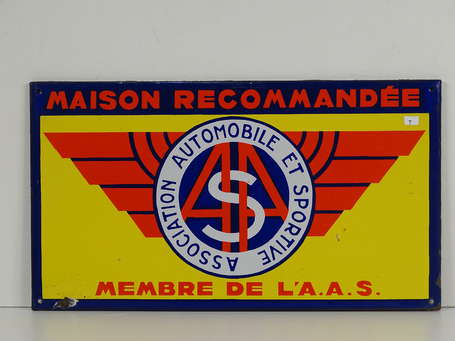 MAISON RECOMMANDÉE
ASSOCIATION AUTOMOBILE ET SPORTIVE
AAS
MEMBRE DE L'A.A.S.